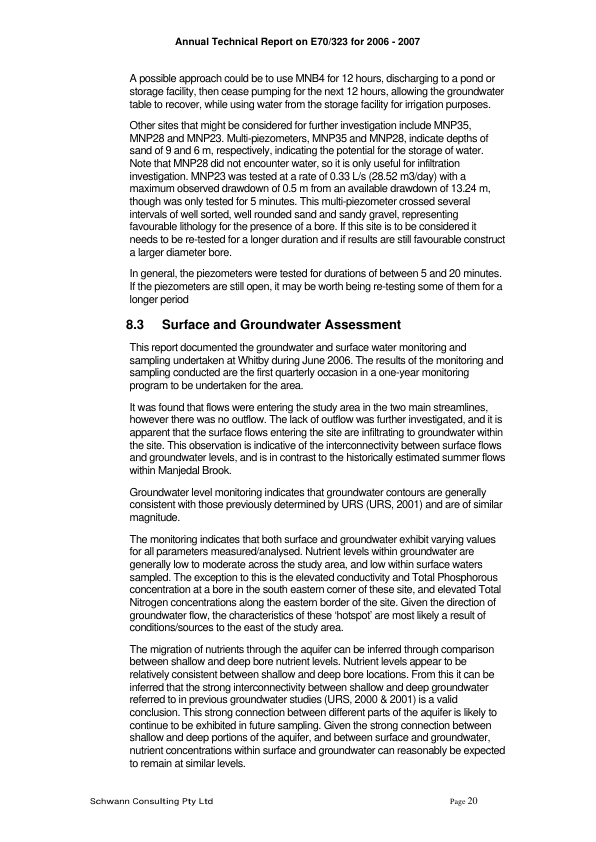 Annual Technical Report on E70/323 for 2006 - 2007
A possible approach could be to use MNB4 for 12 hours, discharging to a pond or
storage facility, then cease pumping for the next 12 hours, allowing the groundwater
table to recover, while using water from the storage facility for irrigation purposes.
Other sites that might be considered for further investigation include MNP35,
MNP28 and MNP23. Multi-piezometers, MNP35 and MNP28, indicate depths of
sand of 9 and 6 m, respectively, indicating the potential for the storage of water.
Note that MNP28 did not encounter water, so it is only useful for infiltration
investigation. MNP23 was tested at a rate of 0.33 L/s (28.52 m3/day) with a
maximum observed drawdown of 0.5 m from an available drawdown of 13.24 m,
though was only tested for 5 minutes. This multi-piezometer crossed several
intervals of well sorted, well rounded sand and sandy gravel, representing
favourable lithology for the presence of a bore. If this site is to be considered it
needs to be re-tested for a longer duration and if results are still favourable construct
a larger diameter bore.
In general, the piezometers were tested for durations of between 5 and 20 minutes.
If the piezometers are still open, it may be worth being re-testing some of them for a
longer period
8.3 Surface and Groundwater Assessment
This report documented the groundwater and surface water monitoring and
sampling undertaken at Whitby during June 2006. The results of the monitoring and
sampling conducted are the first quarterly occasion in a one-year monitoring
program to be undertaken for the area.
It was found that flows were entering the study area in the two main streamlines,
however there was no outflow. The lack of outflow was further investigated, and it is
apparent that the surface flows entering the site are infiltrating to groundwater within
the site. This observation is indicative of the interconnectivity between surface flows
and groundwater levels, and is in contrast to the historically estimated summer flows
within Manjedal Brook.
Groundwater level monitoring indicates that groundwater contours are generally
consistent with those previously determined by URS (URS, 2001) and are of similar
magnitude.
The monitoring indicates that both surface and groundwater exhibit varying values
for all parameters measured/analysed. Nutrient levels within groundwater are
generally low to moderate across the study area, and low within surface waters
sampled. The exception to this is the elevated conductivity and Total Phosphorous
concentration at a bore in the south eastern corner of these site, and elevated Total
Nitrogen concentrations along the eastern border of the site. Given the direction of
groundwater flow, the characteristics of these 'hotspot' are most likely a result of
conditions/sources to the east of the study area.
The migration of nutrients through the aquifer can be inferred through comparison
between shallow and deep bore nutrient levels. Nutrient levels appear to be
relatively consistent between shallow and deep bore locations. From this it can be
inferred that the strong interconnectivity between shallow and deep groundwater
referred to in previous groundwater studies (URS, 2000 & 2001) is a valid
conclusion. This strong connection between different parts of the aquifer is likely to
continue to be exhibited in future sampling. Given the strong connection between
shallow and deep portions of the aquifer, and between surface and groundwater,
nutrient concentrations within surface and groundwater can reasonably be expected
to remain at similar levels.
Schwann Consulting Pty Ltd Page 20